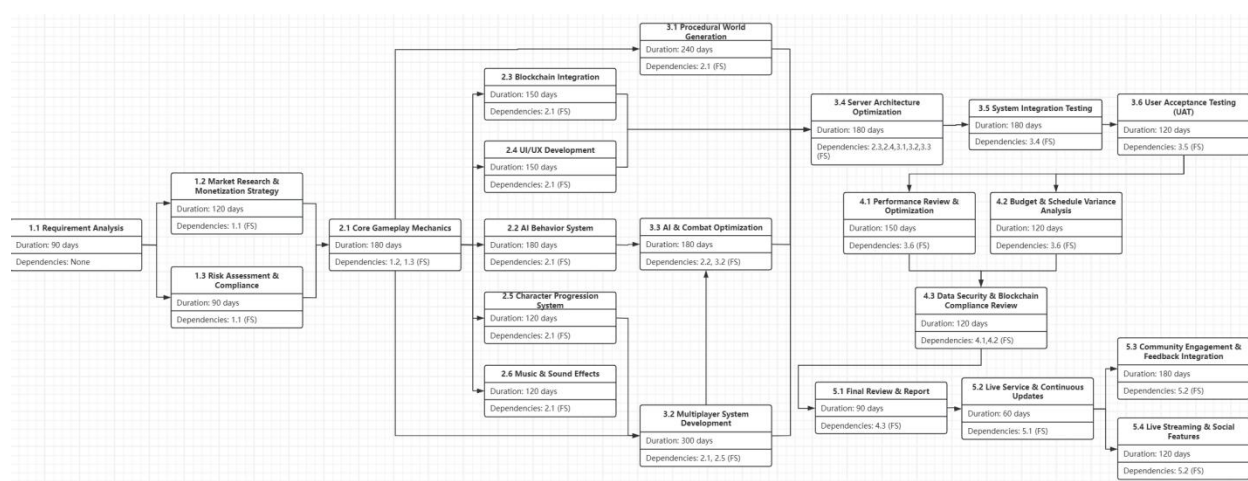 3.1 Procedural World
Generation
Duration: 240 days
Dependencies: 2.1 (FS)
2.3 Blockchain Integration
Duration: 150 days
Dependencies: 2.1 (FS)
3.4 Server Architecture
Optimization
Duration: 180 days
Dependencies: 2.3,2.4,3.1,3.2,3.3
(FS)
3.5 System Integration Testing
Duration: 180 days
Dependencies: 3.4 (FS)
3.6 User Acceptance Testing
(UAT)
Duration: 120 days
Dependencies: 3.5 (FS)
2.4 UI/UX Development
Duration: 150 days
Dependencies: 2.1 (FS)
1.2 Market Research &
Monetization Strategy
Duration: 120 days
Dependencies: 1.1 (FS)
4.1 Performance Review &
Optimization
Duration: 150 days
Dependencies: 3.6 (FS)
4.2 Budget & Schedule Variance
Analysis
Duration: 120 days
Dependencies: 3.6 (FS)
1.1 Requirement Analysis
Duration: 90 days
Dependencies: None
2.1 Core Gameplay Mechanics
Duration: 180 days
Dependencies: 1.2, 1.3 (FS)
2.2 AI Behavior System
Duration: 180 days
Dependencies: 2.1 (FS)
3.3 AI & Combat Optimization
Duration: 180 days
Dependencies: 2.2, 3.2 (FS)
1.3 Risk Assessment &
Compliance
Duration: 90 days
Dependencies: 1.1 (FS)
2.5 Character Progression
System
Duration: 120 days
Dependencies: 2.1 (FS)
4.3 Data Security & Blockchain
Compliance Review
Duration: 120 days
Dependencies: 4.1,4.2 (FS)
2.6 Music & Sound Effects
Duration: 120 days
Dependencies: 2.1 (FS)
5.3 Community Engagement &
Feedback Integration
Duration: 180 days
Dependencies: 5.2 (FS)
3.2 Multiplayer System
Development
Duration: 300 days
Dependencies: 2.1, 2.5 (FS)
5.1 Final Review & Report
Duration: 90 days
Dependencies: 4.3 (FS)
5.2 Live Service & Continuous
Updates
Duration: 60 days
Dependencies: 5.1 (FS)
5.4 Live Streaming & Social
Features
Duration: 120 days
Dependencies: 5.2 (FS)